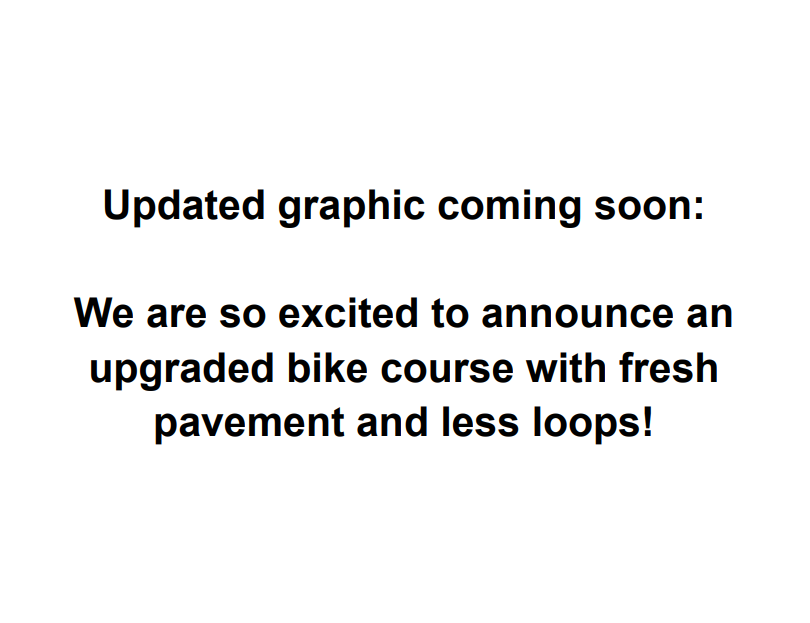 Updated graphic coming soon:
We are so excited to announce an
upgraded bike course with fresh
pavement and less loops!